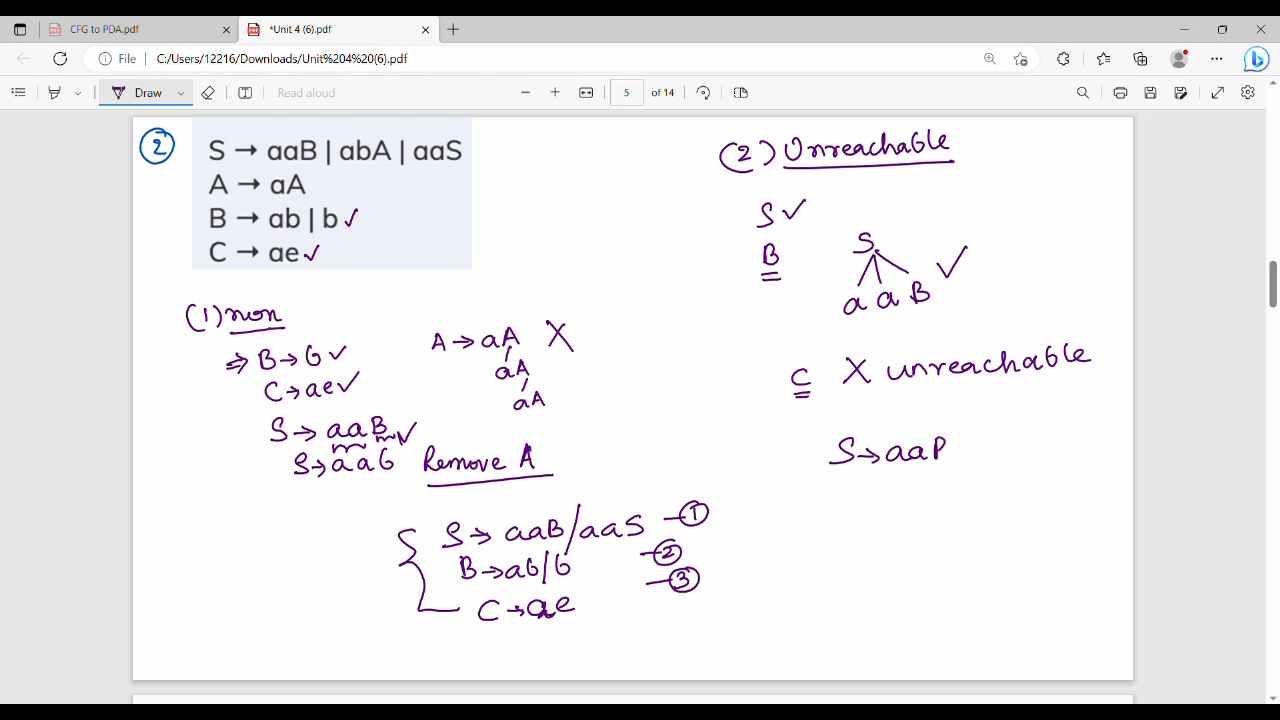 CFG to PDA.pdf
*Unit 4 (6).pdf
File
C:/Users/12216/Downloads/Unit%204%20(6).pdf
Draw
Read aloud
5
of 14
2
S → aaB | abA | aaS
A → aA
B → ab | b ✓
C → ae ✓
(1) non
⇒ B → b ✓
C → ae ✓
S → aaB ✓
S → aab
A → aA X
aA
aA
Remove A
S → aaB/aaS —①
B → ab/b —②
C → ae —③
(2) Unreachable
S ✓
B
S
a a B ✓
C X unreachable
S → aaP